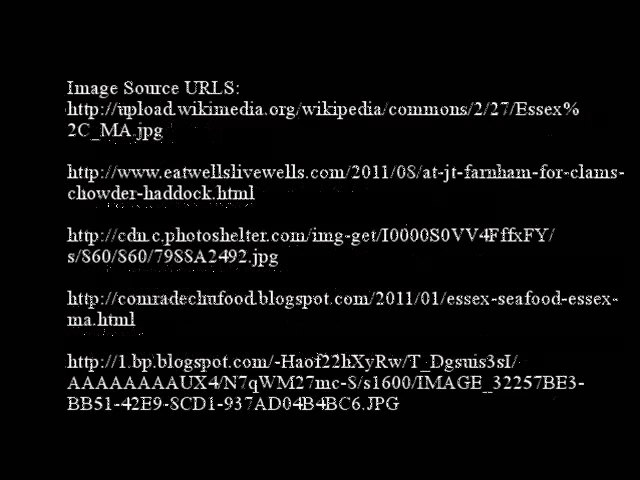 Image Source URLS:
http://upload.wikimedia.org/wikipedia/commons/2/27/Essex%
2C_MA.jpg
http://www.eatwellslivewells.com/2011/08/at-jt-farnham-for-clams-
chowder-haddock.html
http://cdn.c.photoshelter.com/img-get/I0000S0VV4FffxFY/
s/860/860/7988A2492.jpg
http://comradechufood.blogspot.com/2011/01/essex-seafood-essex-
ma.html
http://1.bp.blogspot.com/-Haof22hXyRw/T_Dgsuis3sI/
AAAAAAAAUX4/N7qWM27mc-8/s1600/IMAGE_32257BE3-
BB51-42E9-8CD1-937AD04B4BC6.JPG